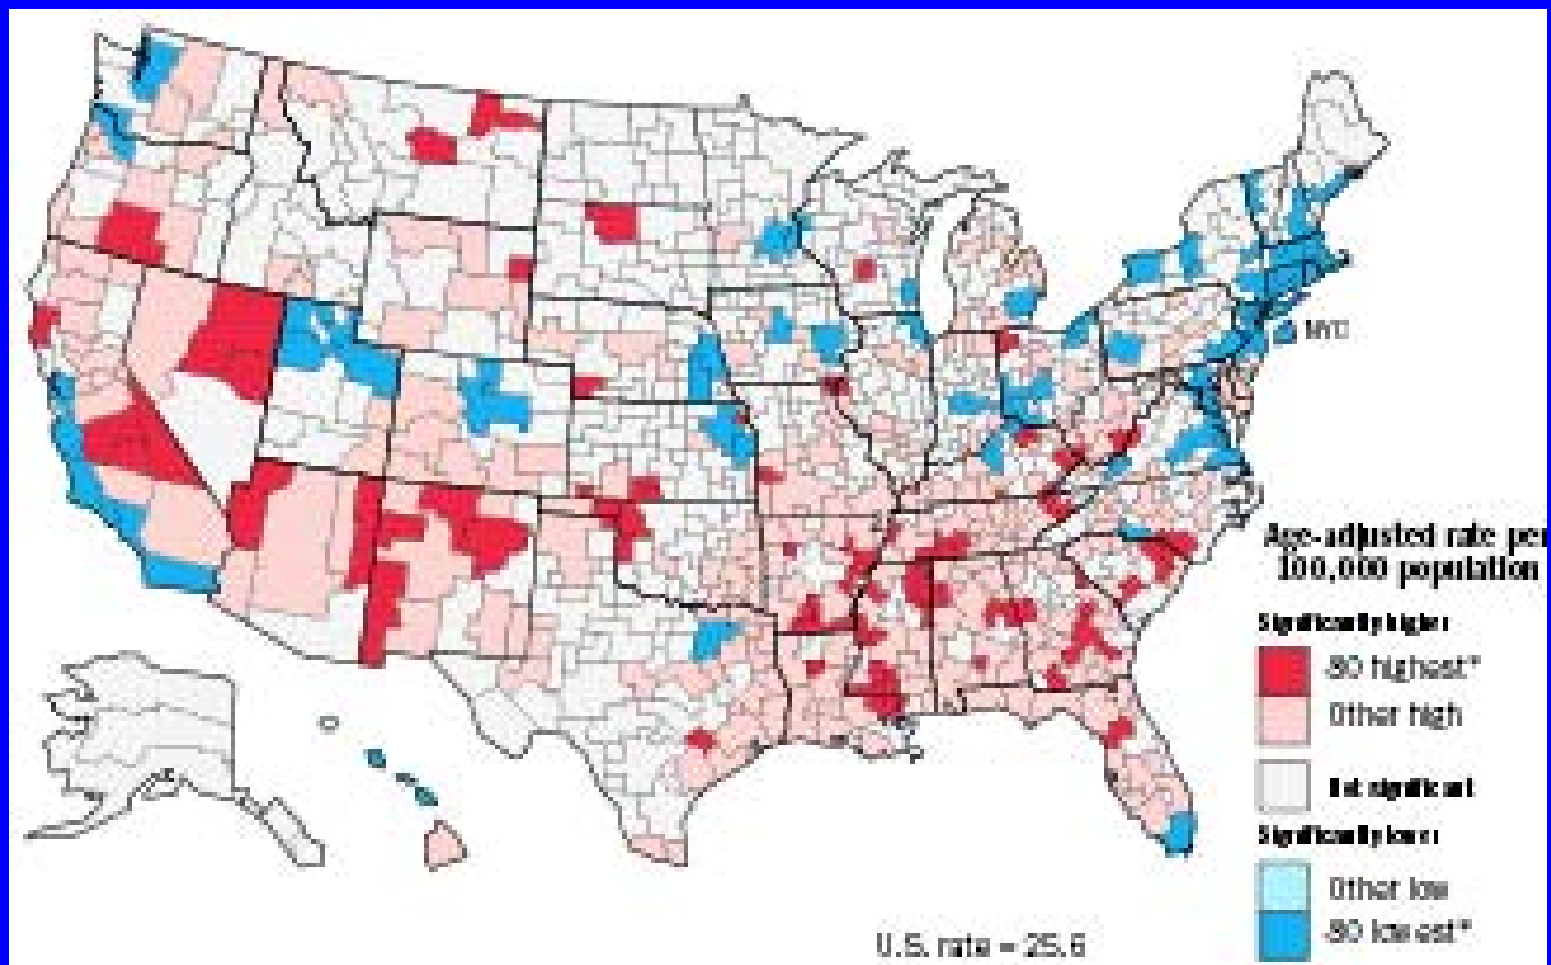 NYC
Age-adjusted rate per
100,000 population
Significantly higher
80 highest*
Other high
Not significant
Significantly lower
Other low
80 lowest*
U.S. rate = 25.6